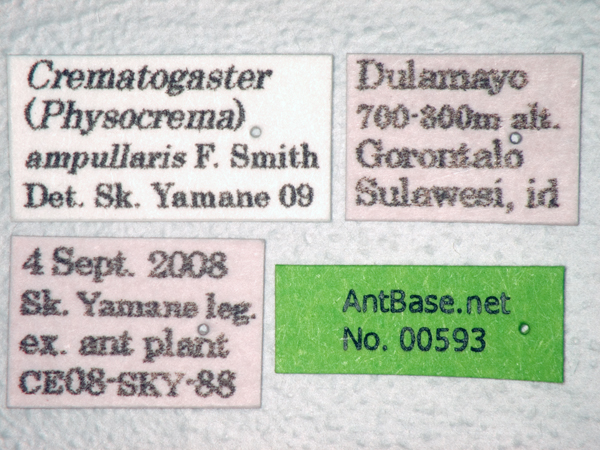 Crematogaster
(Physocrema)
ampullaris F. Smith
Det. Sk. Yamane 09
Dulamayo
700-800m alt.
Gorontalo
Sulawesi, id
4 Sept. 2008
Sk. Yamane leg.
ex. ant plant
CE08-SKY-88
AntBase.net
No. 00593